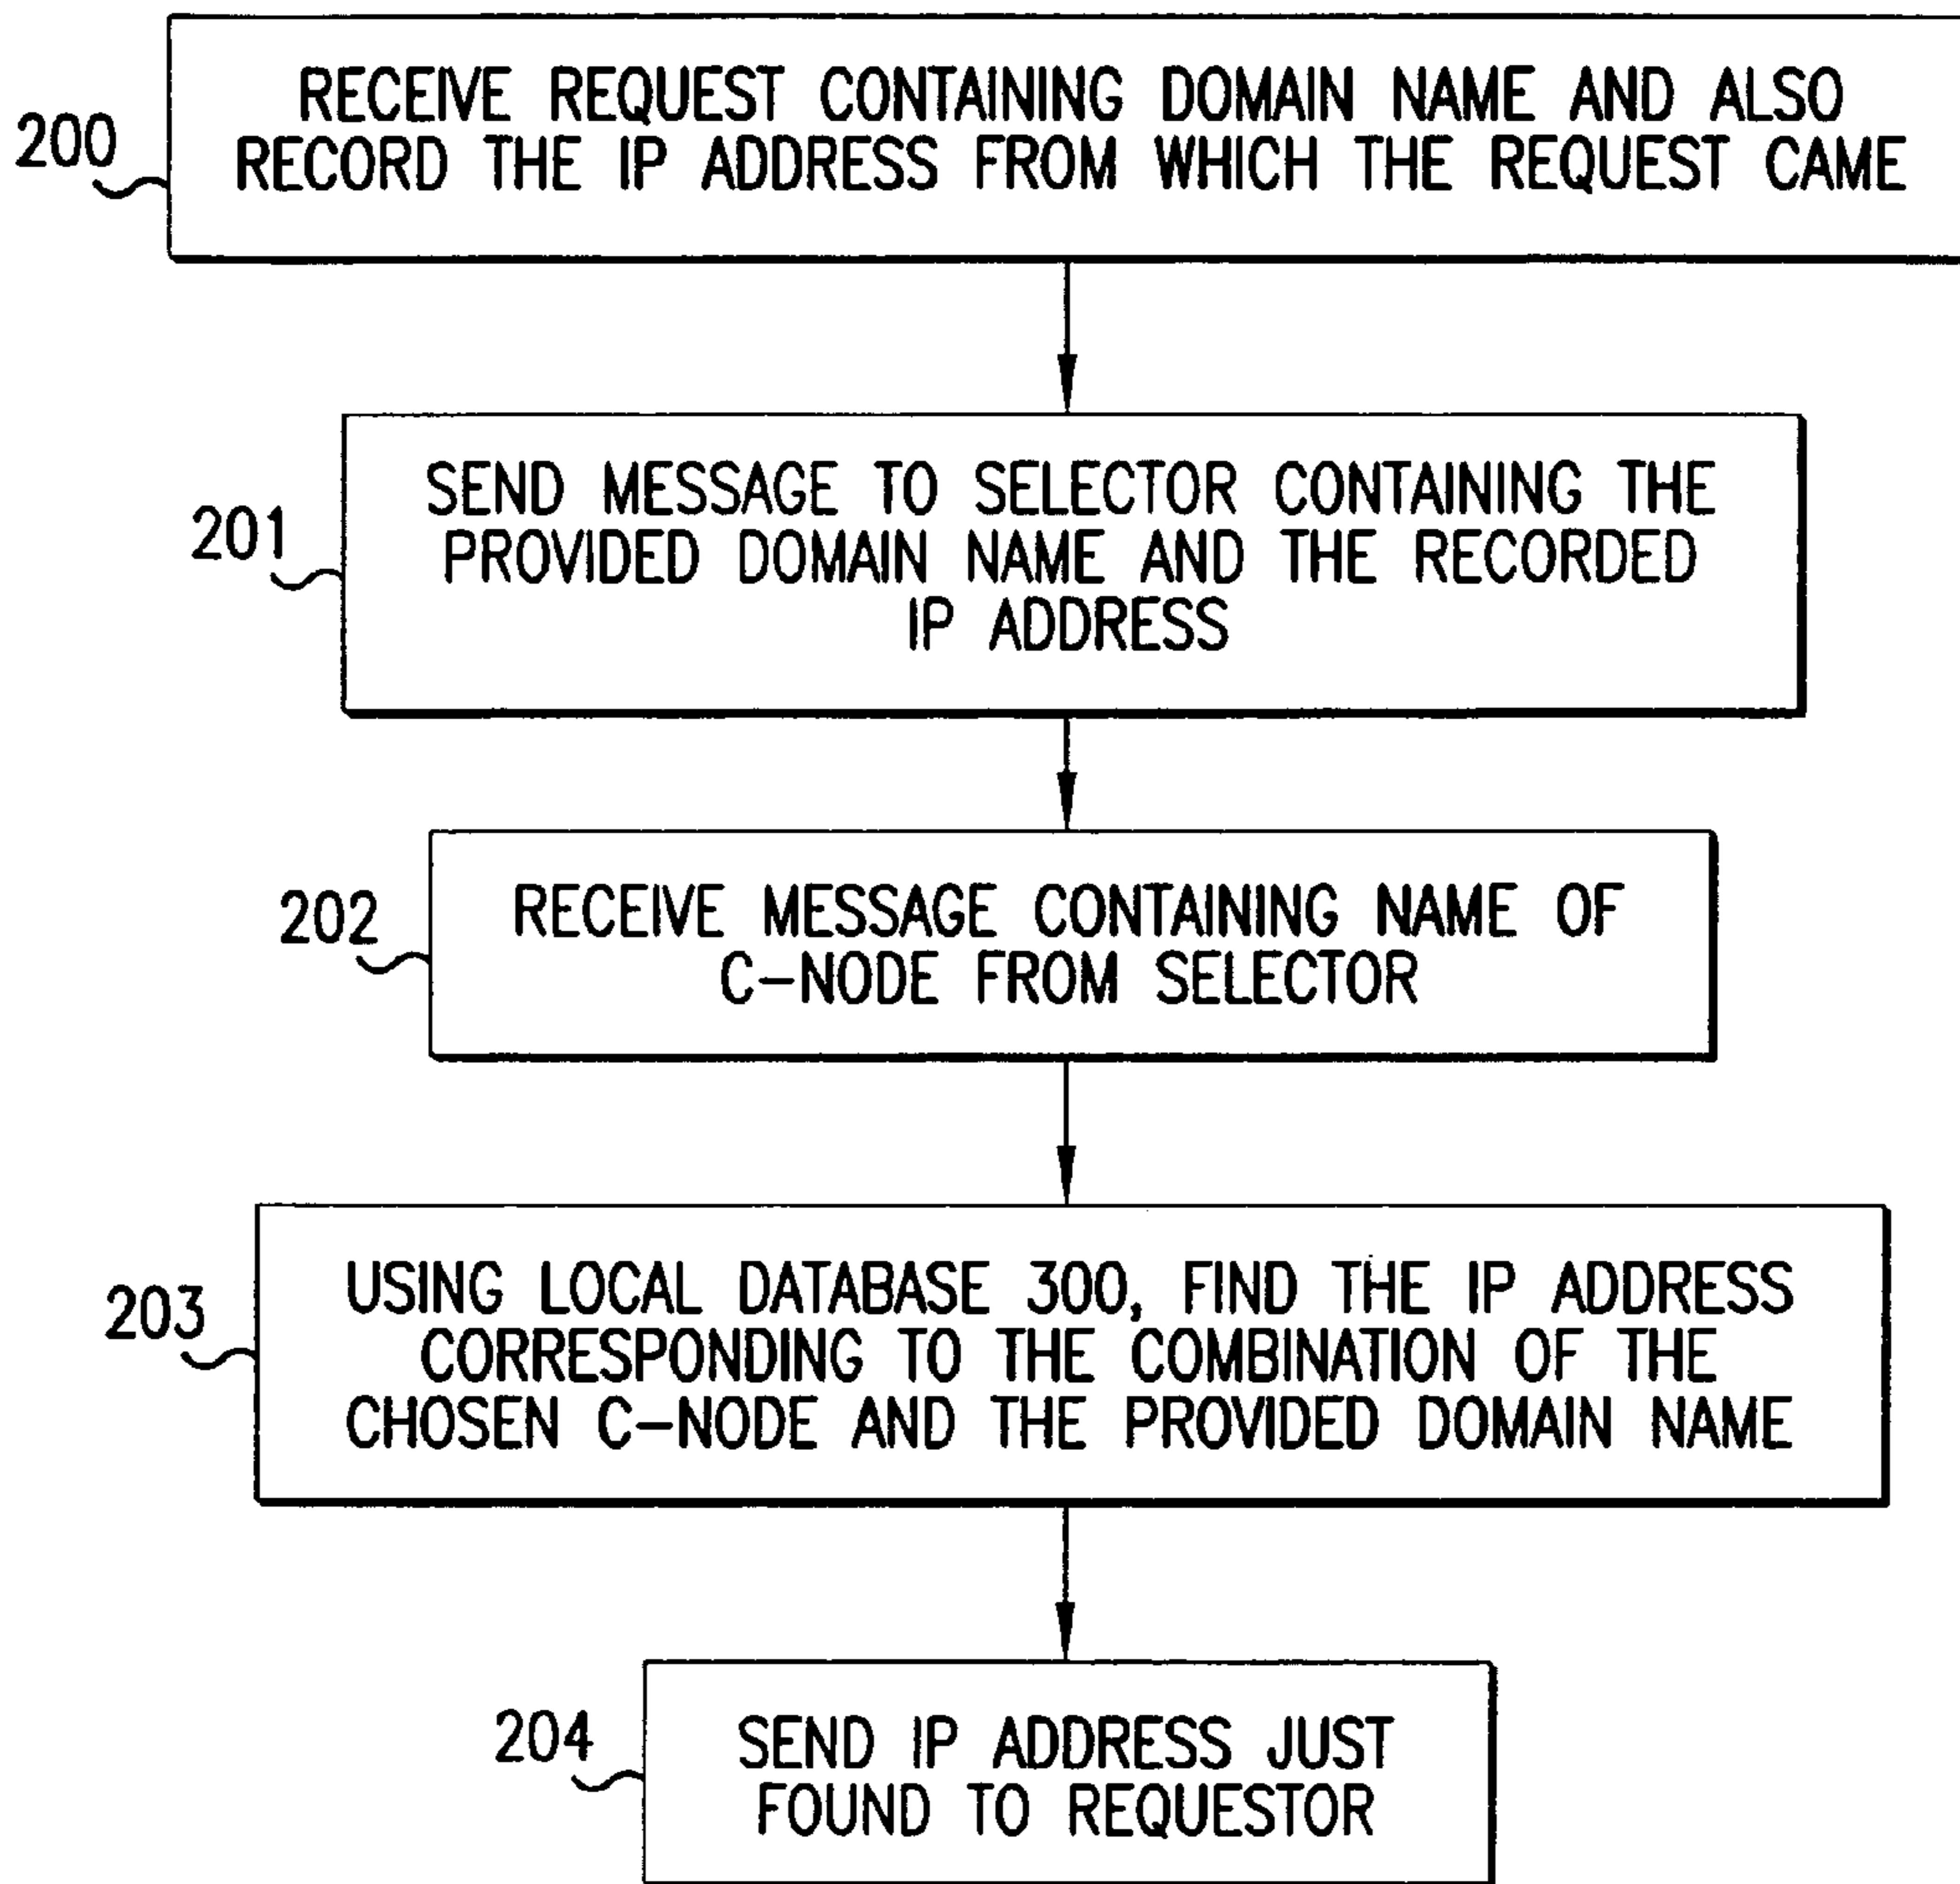 RECEIVE REQUEST CONTAINING DOMAIN NAME AND ALSO
RECORD THE IP ADDRESS FROM WHICH THE REQUEST CAME
200
SEND MESSAGE TO SELECTOR CONTAINING THE
PROVIDED DOMAIN NAME AND THE RECORDED
IP ADDRESS
201
RECEIVE MESSAGE CONTAINING NAME OF
C-NODE FROM SELECTOR
202
USING LOCAL DATABASE 300, FIND THE IP ADDRESS
CORRESPONDING TO THE COMBINATION OF THE
CHOSEN C-NODE AND THE PROVIDED DOMAIN NAME
203
SEND IP ADDRESS JUST
FOUND TO REQUESTOR
204